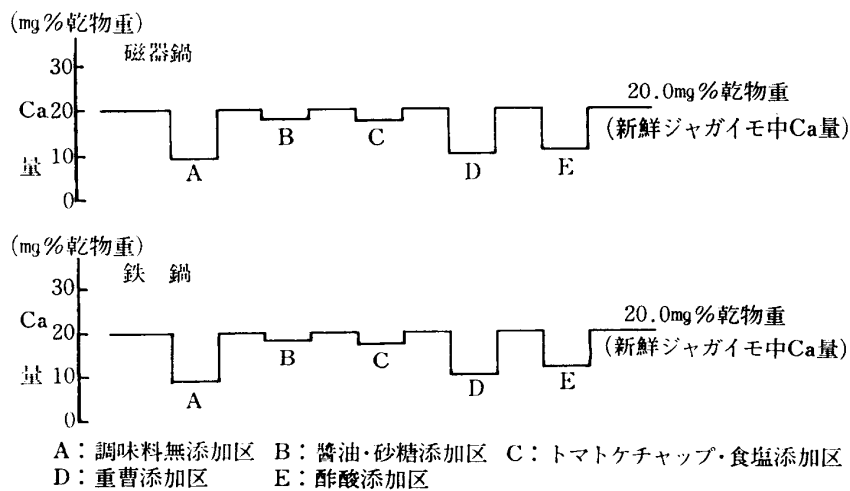 (mg%乾物重)
磁器鍋
30
Ca20
10
量
0
A
B
C
D
E
20.0mg%乾物重
(新鮮ジャガイモ中Ca量)
(mg%乾物重)
鉄 鍋
30
Ca
20
量 10
0
A
B
C
D
E
20.0mg%乾物重
(新鮮ジャガイモ中Ca量)
A:調味料無添加区 B:醬油・砂糖添加区 C:トマトケチャップ・食塩添加区
D:重曹添加区 E:酢酸添加区